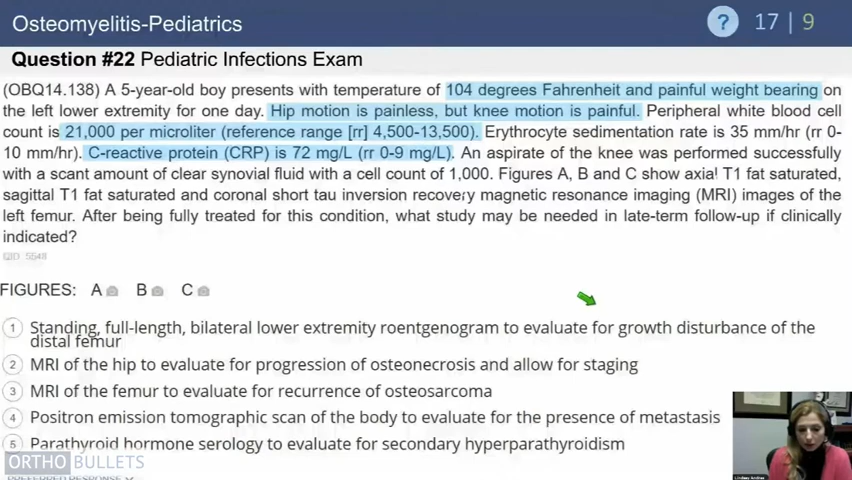 Osteomyelitis-Pediatrics
? 17 | 9
Question #22 Pediatric Infections Exam
(OBQ14.138) A 5-year-old boy presents with temperature of 104 degrees Fahrenheit and painful weight bearing on
the left lower extremity for one day. Hip motion is painless, but knee motion is painful. Peripheral white blood cell
count is 21,000 per microliter (reference range [rr] 4,500-13,500). Erythrocyte sedimentation rate is 35 mm/hr (rr 0-
10 mm/hr). C-reactive protein (CRP) is 72 mg/L (rr 0-9 mg/L). An aspirate of the knee was performed successfully
with a scant amount of clear synovial fluid with a cell count of 1,000. Figures A, B and C show axial T1 fat saturated,
sagittal T1 fat saturated and coronal short tau inversion recovery magnetic resonance imaging (MRI) images of the
left femur. After being fully treated for this condition, what study may be needed in late-term follow-up if clinically
indicated?
QID 5548
FIGURES: A B C
1 Standing, full-length, bilateral lower extremity roentgenogram to evaluate for growth disturbance of the
distal femur
2 MRI of the hip to evaluate for progression of osteonecrosis and allow for staging
3 MRI of the femur to evaluate for recurrence of osteosarcoma
4 Positron emission tomographic scan of the body to evaluate for the presence of metastasis
5 Parathyroid hormone serology to evaluate for secondary hyperparathyroidism
ORTHO BULLETS
Lindsay Andras